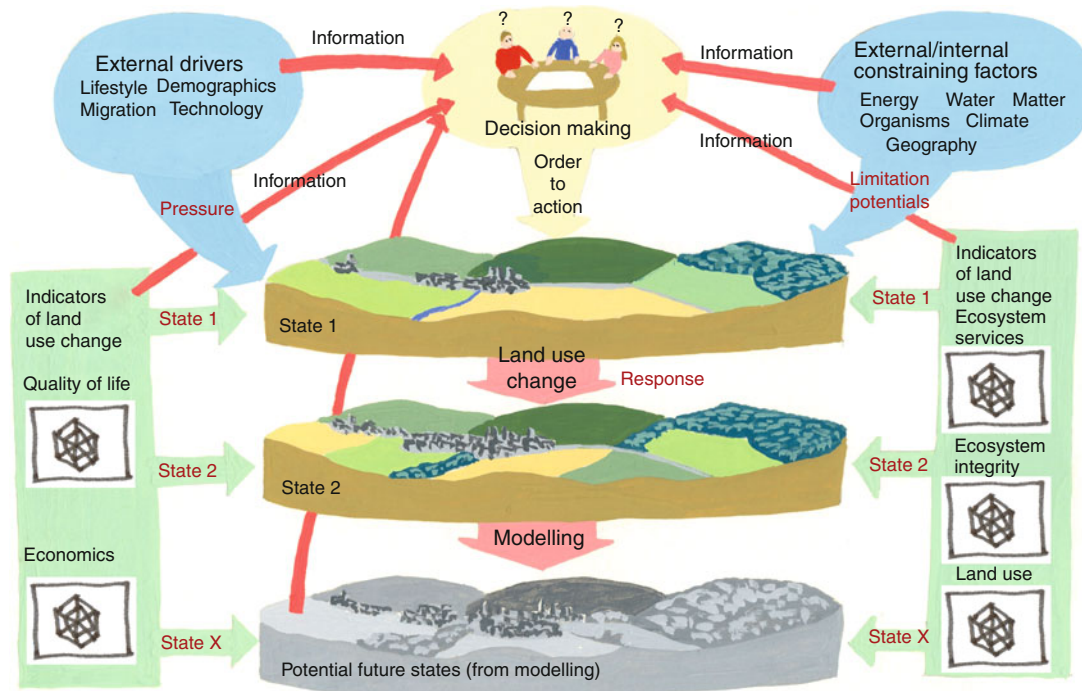 ? ? ?
Information
External drivers
Lifestyle Demographics
Migration Technology
Information
External/internal
constraining factors
Energy Water Matter
Organisms Climate
Geography
Decision making
Order
to
action
Information
Information
Pressure
Limitation
potentials
Indicators
of land
use change
State 1
State 1
State 1
Indicators
of land
use change
Ecosystem
services
Land use
change
Response
Quality of life
State 2
State 2
State 2
Ecosystem
integrity
Modelling
Economics
Land use
State X
Potential future states (from modelling)
State X